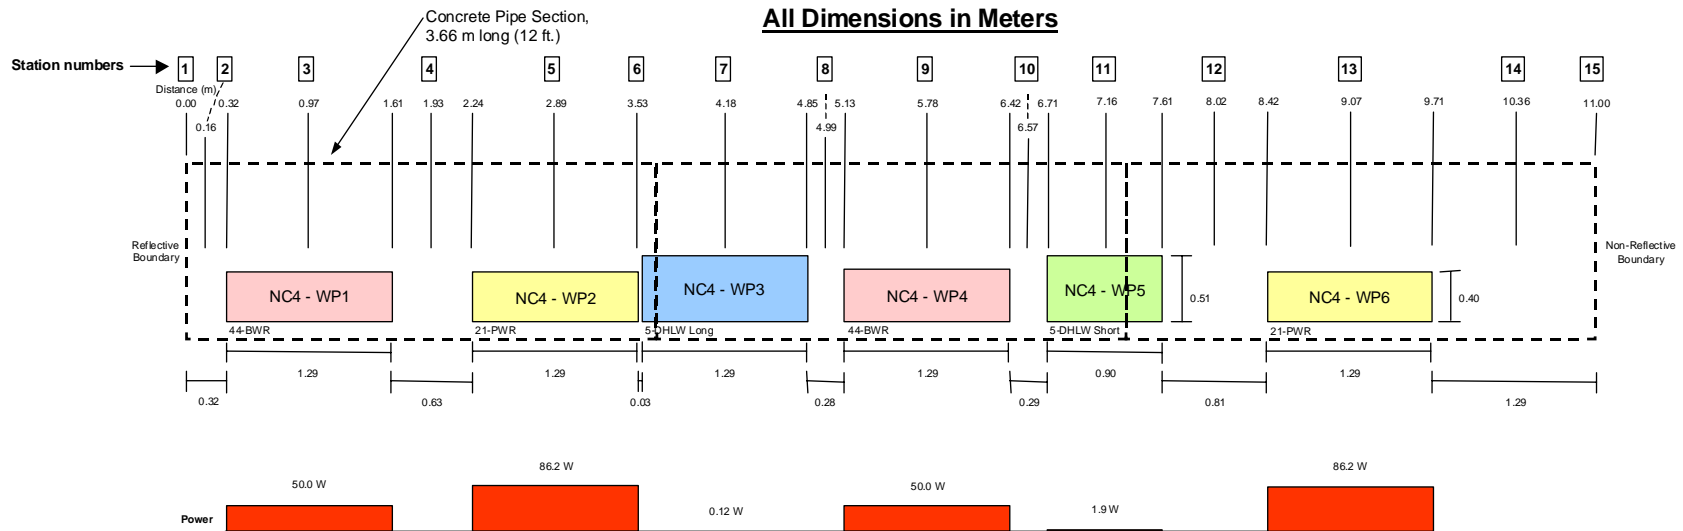 All Dimensions in Meters
Concrete Pipe Section,
3.66 m long (12 ft.)
Station numbers
1 2 3 4 5 6 7 8 9 10 11 12 13 14 15
Distance (m)
0.00 0.32 0.97 1.61 1.93 2.24 2.89 3.53 4.18 4.85 5.13 5.78 6.42 6.71 7.16 7.61 8.02 8.42 9.07 9.71 10.36 11.00
0.16 4.99 6.57
Reflective
Boundary
Non-Reflective
Boundary
NC4 - WP1 NC4 - WP2 NC4 - WP3 NC4 - WP4 NC4 - WP5 NC4 - WP6
0.51 0.40
44-BWR 21-PWR 5-DHLW Long 44-BWR 5-DHLW Short 21-PWR
1.29 1.29 1.29 1.29 0.90 1.29
0.32 0.63 0.03 0.28 0.29 0.81 1.29
86.2 W 86.2 W
50.0 W 50.0 W
0.12 W 1.9 W
Power